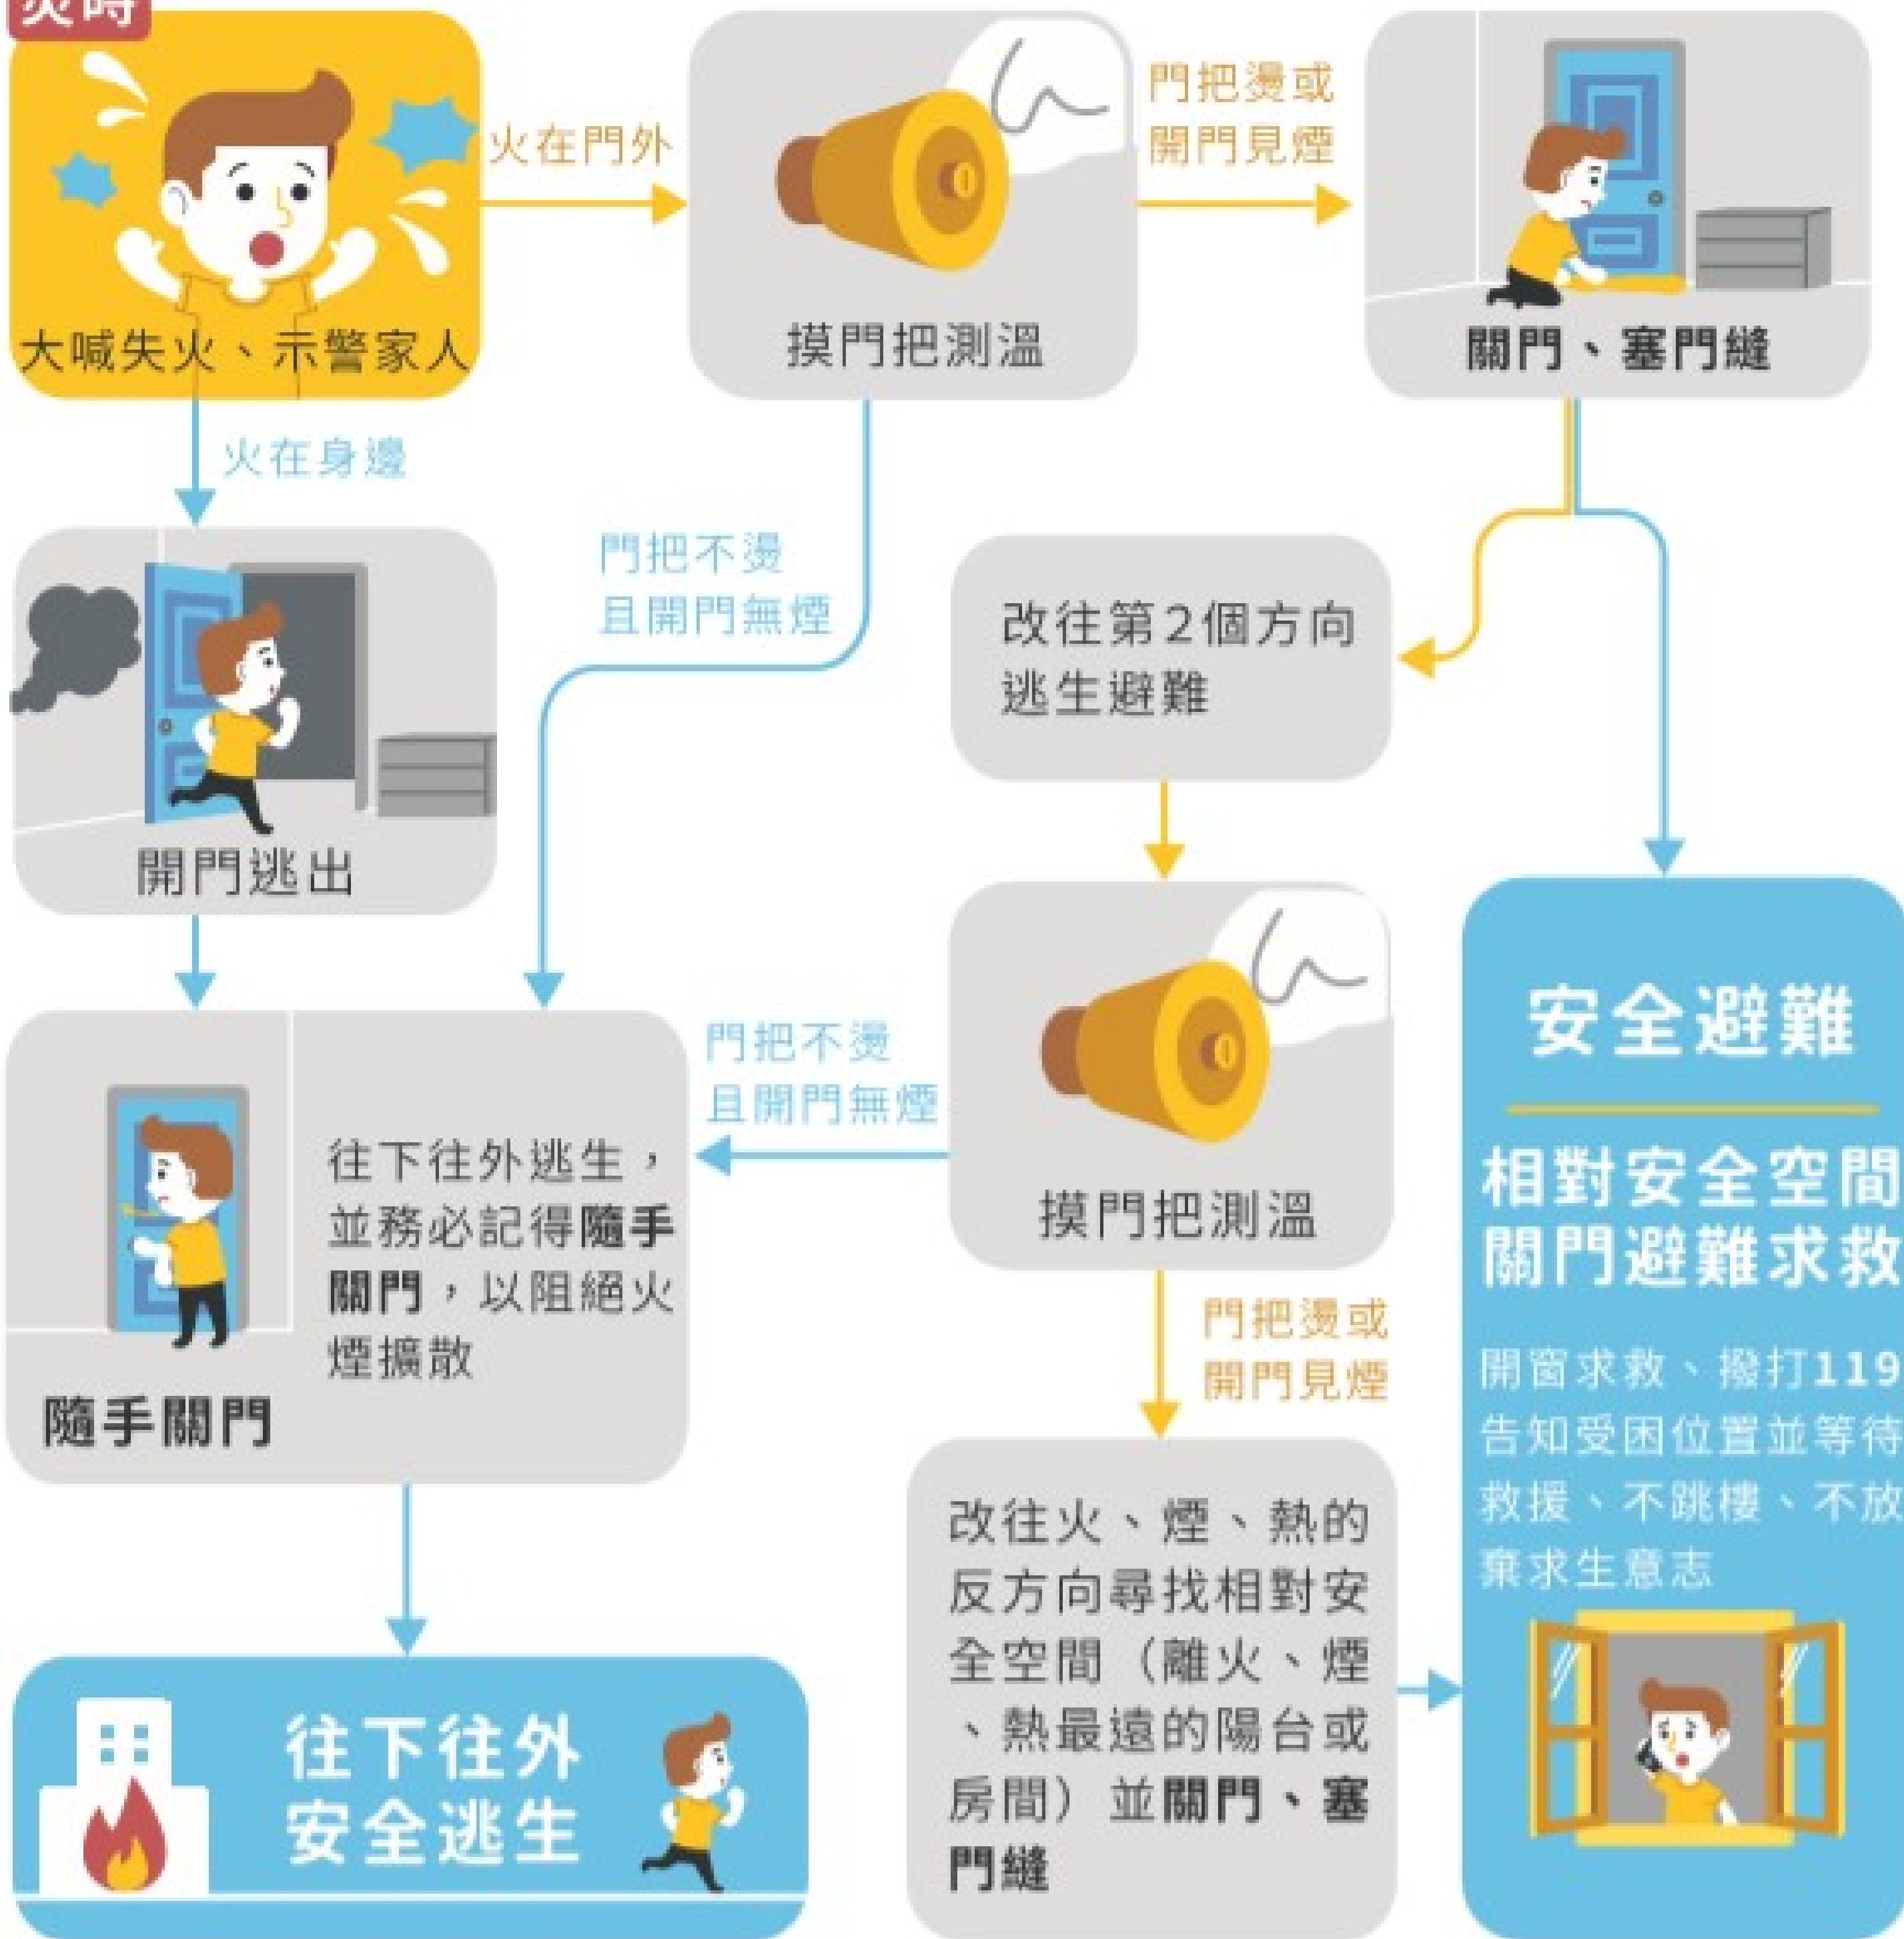 災時
大喊失火、示警家人
火在門外
摸門把測溫
門把燙或
開門見煙
關門、塞門縫
火在身邊
開門逃出
門把不燙
且開門無煙
改往第2個方向
逃生避難
摸門把測溫
門把不燙
且開門無煙
往下往外逃生，
並務必記得隨手
關門，以阻絕火
煙擴散
隨手關門
門把燙或
開門見煙
改往火、煙、熱的
反方向尋找相對安
全空間（離火、煙
、熱最遠的陽台或
房間）並關門、塞
門縫
往下往外
安全逃生
安全避難
相對安全空間
關門避難求救
開窗求救、撥打119
告知受困位置並等待
救援、不跳樓、不放
棄求生意志